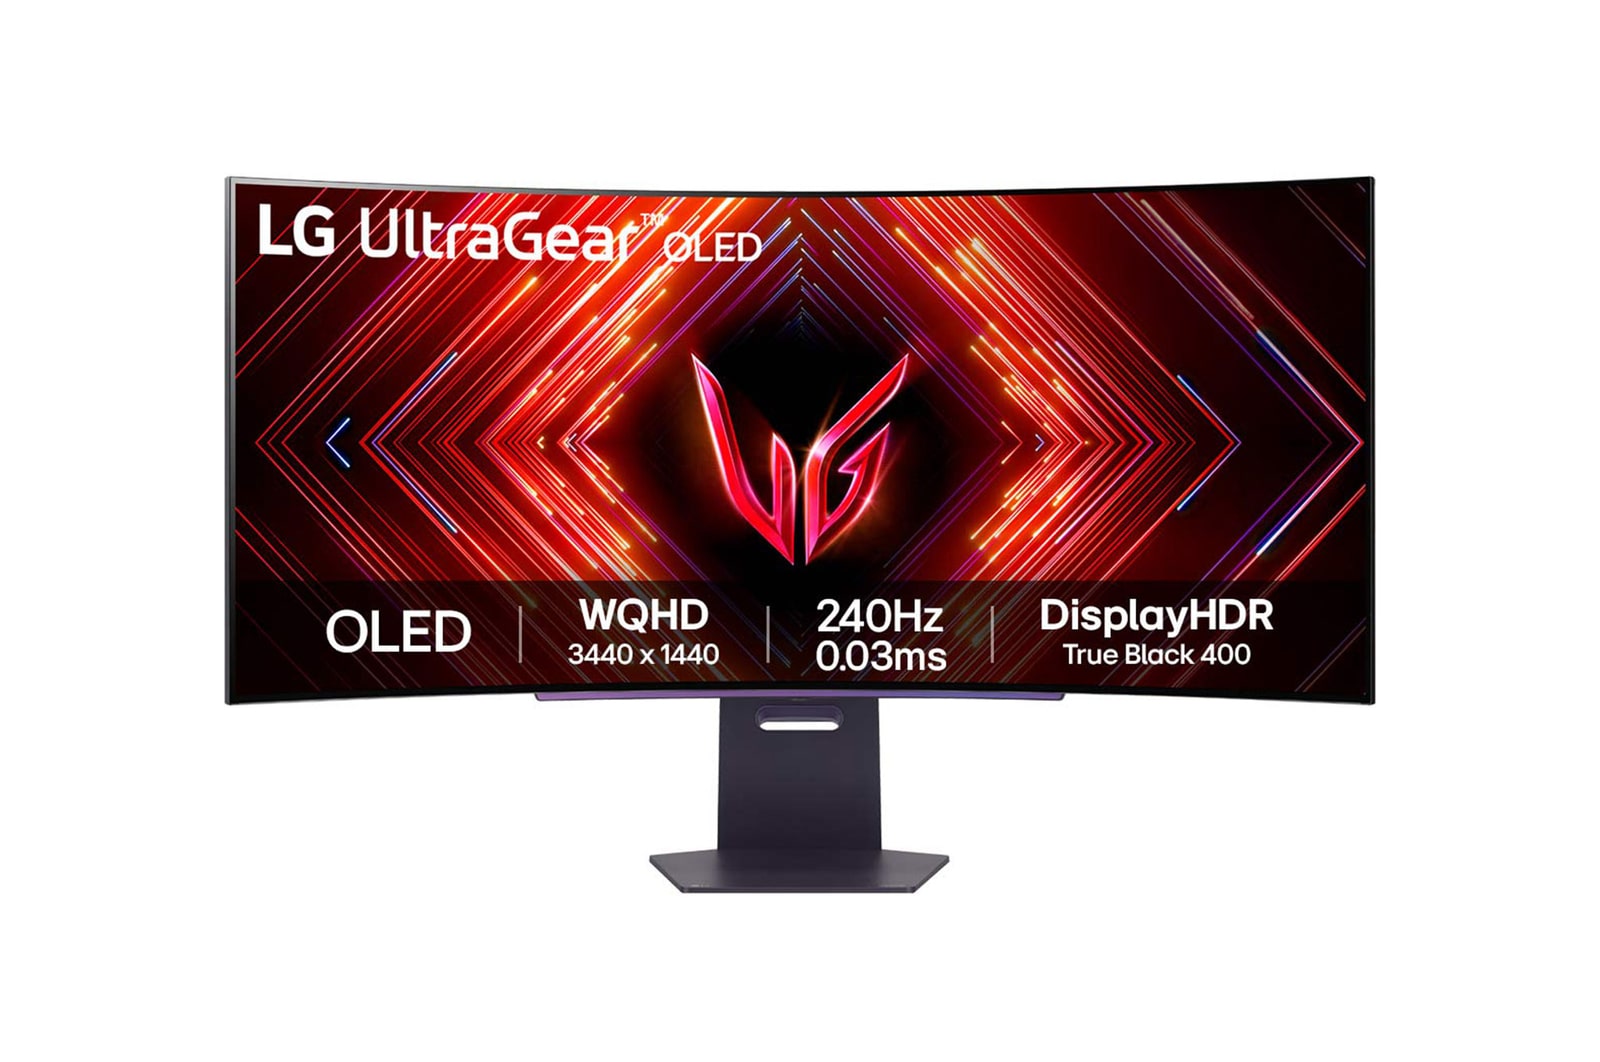 LG UltraGear™ OLED
OLED
WQHD
3440 x 1440
240Hz
0.03ms
DisplayHDR
True Black 400